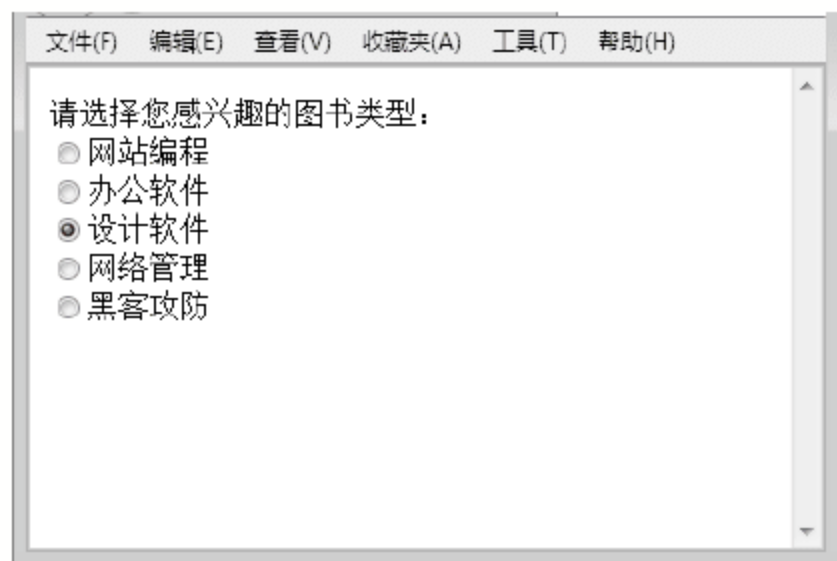 文件(F) 编辑(E) 查看(V) 收藏夹(A) 工具(T) 帮助(H)
请选择您感兴趣的图书类型：
网站编程
办公软件
设计软件
网络管理
黑客攻防